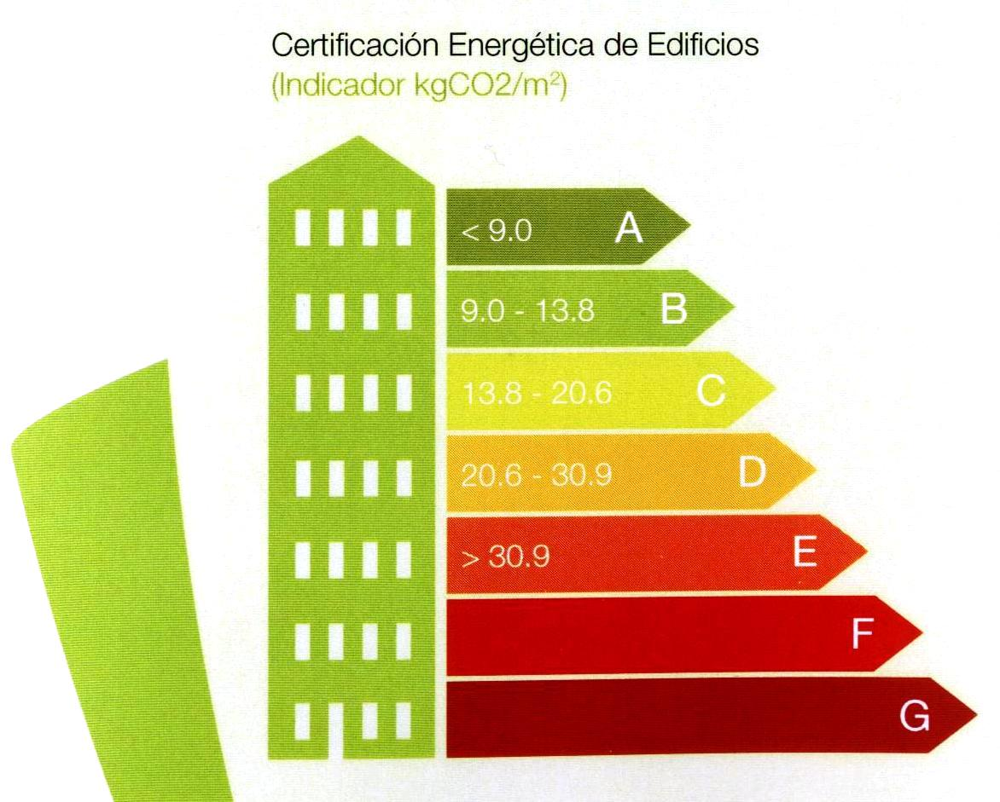 Certificación Energética de Edificios
(Indicador kgCO2/m²)
< 9.0 A
9.0 - 13.8 B
13.8 - 20.6 C
20.6 - 30.9 D
> 30.9 E
F
G